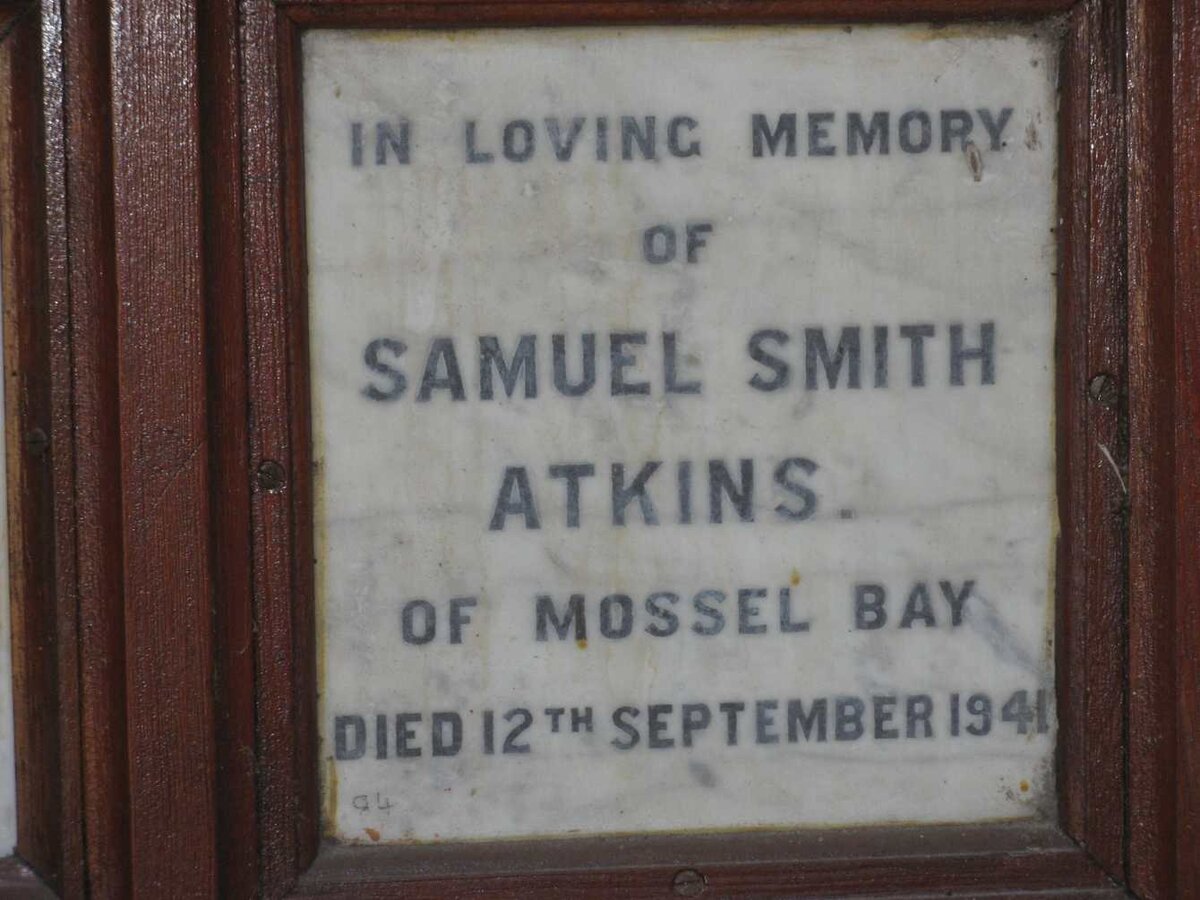 IN LOVING MEMORY
OF
SAMUEL SMITH
ATKINS.
OF MOSSEL BAY
DIED 12TH SEPTEMBER 1941